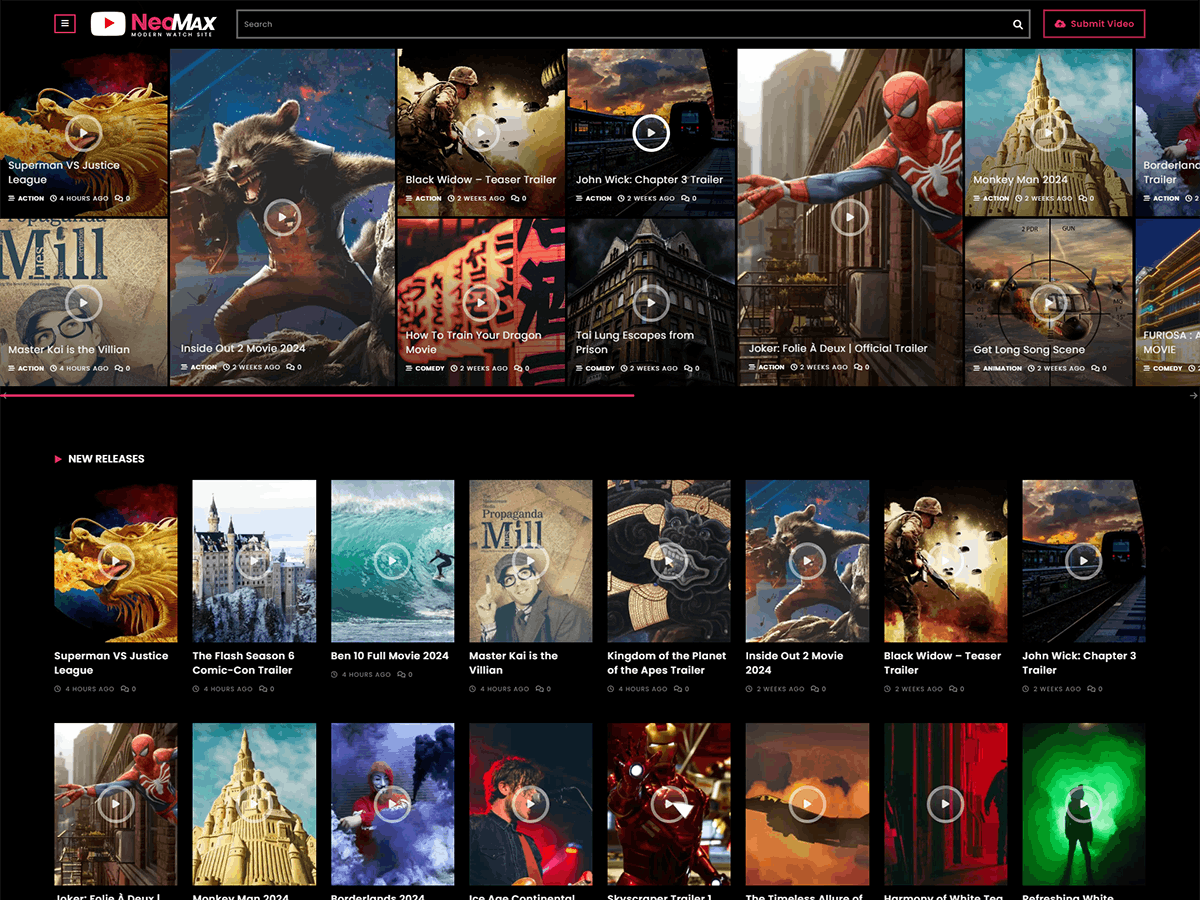 NeoMax
MODERN WATCH SITE
Search
Submit Video
Superman VS Justice
League
ACTION 4 HOURS AGO 0
Propaganda
Mill
Lies
Master Kai is the Villian
ACTION 4 HOURS AGO 0
Inside Out 2 Movie 2024
ACTION 2 WEEKS AGO 0
Black Widow – Teaser Trailer
ACTION 2 WEEKS AGO 0
How To Train Your Dragon
Movie
COMEDY 2 WEEKS AGO 0
John Wick: Chapter 3 Trailer
ACTION 2 WEEKS AGO 0
Tai Lung Escapes from
Prison
COMEDY 2 WEEKS AGO 0
Joker: Folie À Deux | Official Trailer
ACTION 2 WEEKS AGO 0
Monkey Man 2024
ACTION 2 WEEKS AGO 0
2 PDR GUN
Get Long Song Scene
ANIMATION 2 WEEKS AGO 0
Borderland
Trailer
ACTION 2
FURIOSA : A
MOVIE
COMEDY 2
NEW RELEASES
Propaganda
Mill
Superman VS Justice
League
4 HOURS AGO 0
The Flash Season 6
Comic-Con Trailer
4 HOURS AGO 0
Ben 10 Full Movie 2024
4 HOURS AGO 0
Master Kai is the
Villian
4 HOURS AGO 0
Kingdom of the Planet
of the Apes Trailer
4 HOURS AGO 0
Inside Out 2 Movie
2024
2 WEEKS AGO 0
Black Widow – Teaser
Trailer
2 WEEKS AGO 0
John Wick: Chapter 3
Trailer
2 WEEKS AGO 0
Joker: Folie À Deux |
Monkey Man 2024
Borderlands 2024
Ice Age Continental
Skyscraper Trailer 1
The Timeless Allure of
Harmony of White Tea
Refreshing White